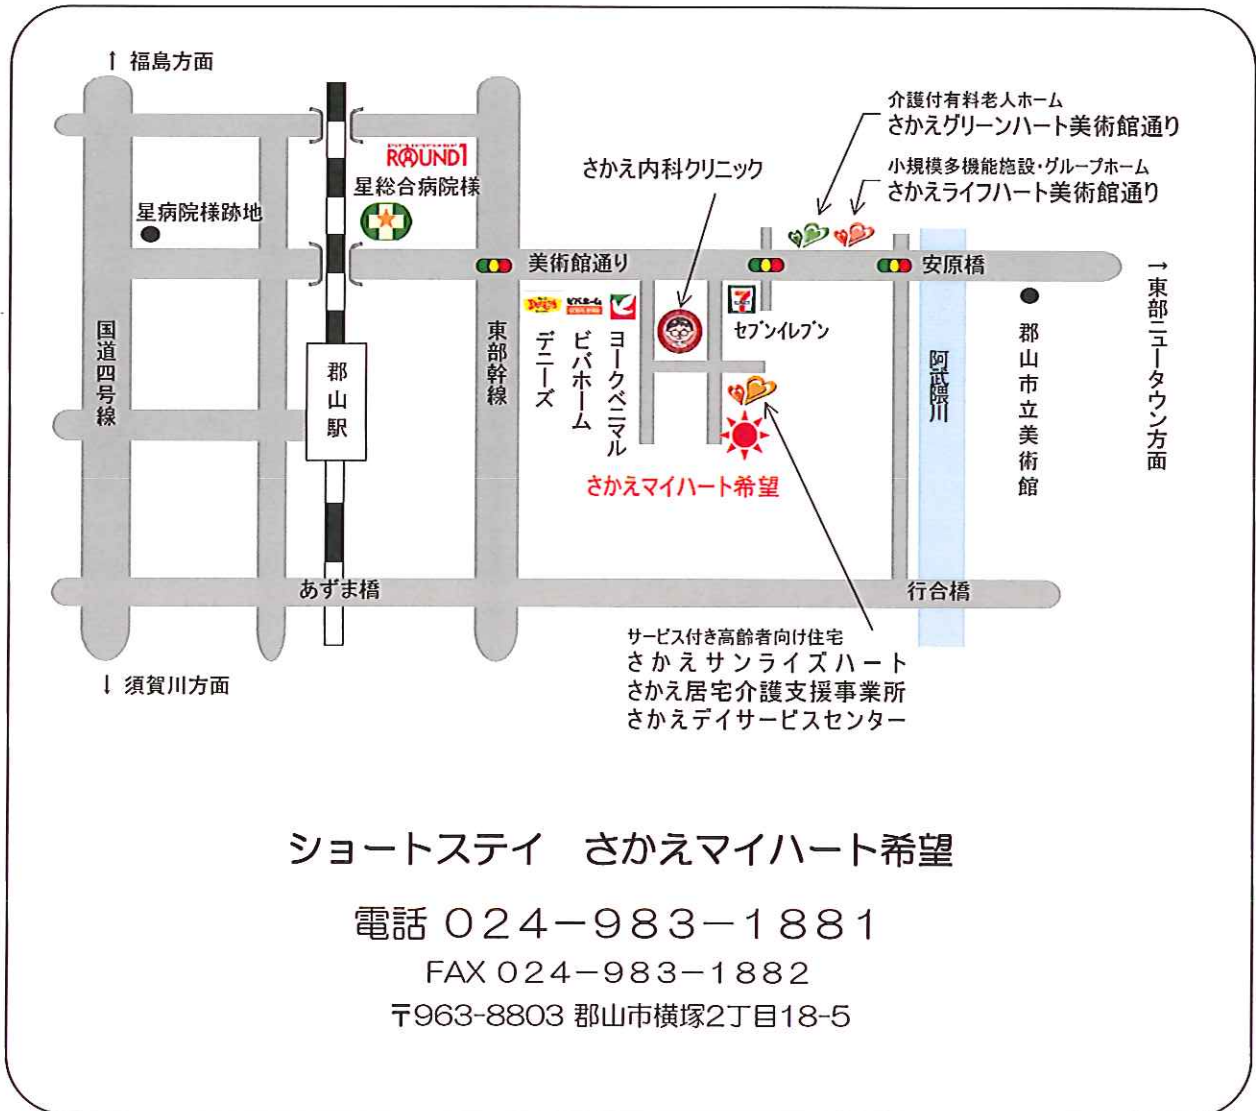 ↑ 福島方面
介護付有料老人ホーム
さかえグリーンハート美術館通り
ROUND1
星総合病院様
さかえ内科クリニック
小規模多機能施設・グループホーム
さかえライフハート美術館通り
星病院様跡地
美術館通り
安原橋
→東部ニュータウン方面
国道四号線
郡山駅
東部幹線
Denny's
デニーズ
ビバホーム
ビバホーム
ヨークベニマル
7
セブンイレブン
阿武隈川
郡山市立美術館
さかえマイハート希望
あずま橋
行合橋
↓ 須賀川方面
サービス付き高齢者向け住宅
さかえサンライズハート
さかえ居宅介護支援事業所
さかえデイサービスセンター
ショートステイ さかえマイハート希望
電話 024-983-1881
FAX 024-983-1882
〒963-8803 郡山市横塚2丁目18-5